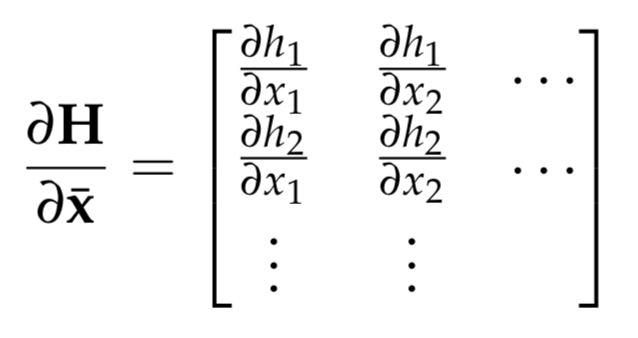 ∂𝐇/∂𝐱̄ = [ ∂h₁/∂x₁ ∂h₁/∂x₂ ⋯
∂h₂/∂x₁ ∂h₂/∂x₂ ⋯
⋮ ⋮ ]